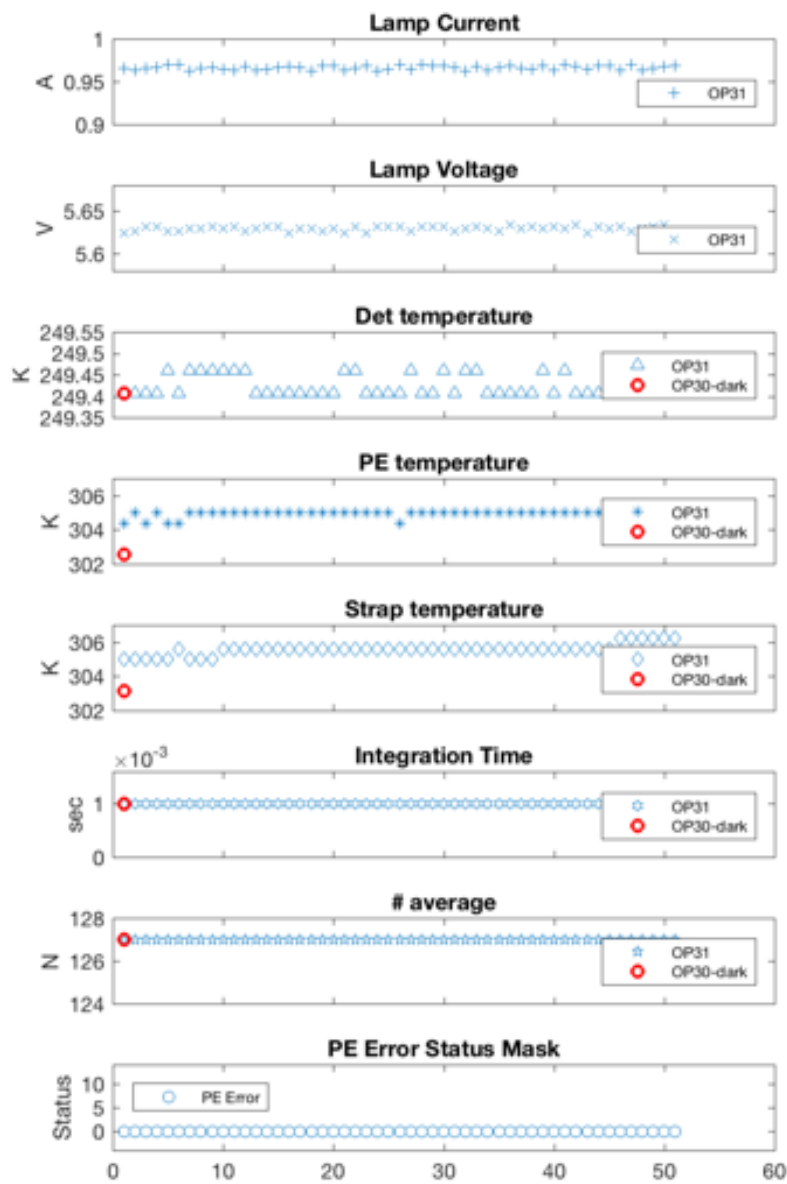 Lamp Current
1
0.95
0.9
A
OP31
Lamp Voltage
5.65
5.6
V
OP31
Det temperature
249.55
249.5
249.45
249.4
249.35
K
OP31
OP30-dark
PE temperature
306
304
302
K
OP31
OP30-dark
Strap temperature
306
304
302
K
OP31
OP30-dark
Integration Time
×10⁻³
1
0
sec
OP31
OP30-dark
# average
128
126
124
N
OP31
OP30-dark
PE Error Status Mask
10
5
0
Status
PE Error
0 10 20 30 40 50 60